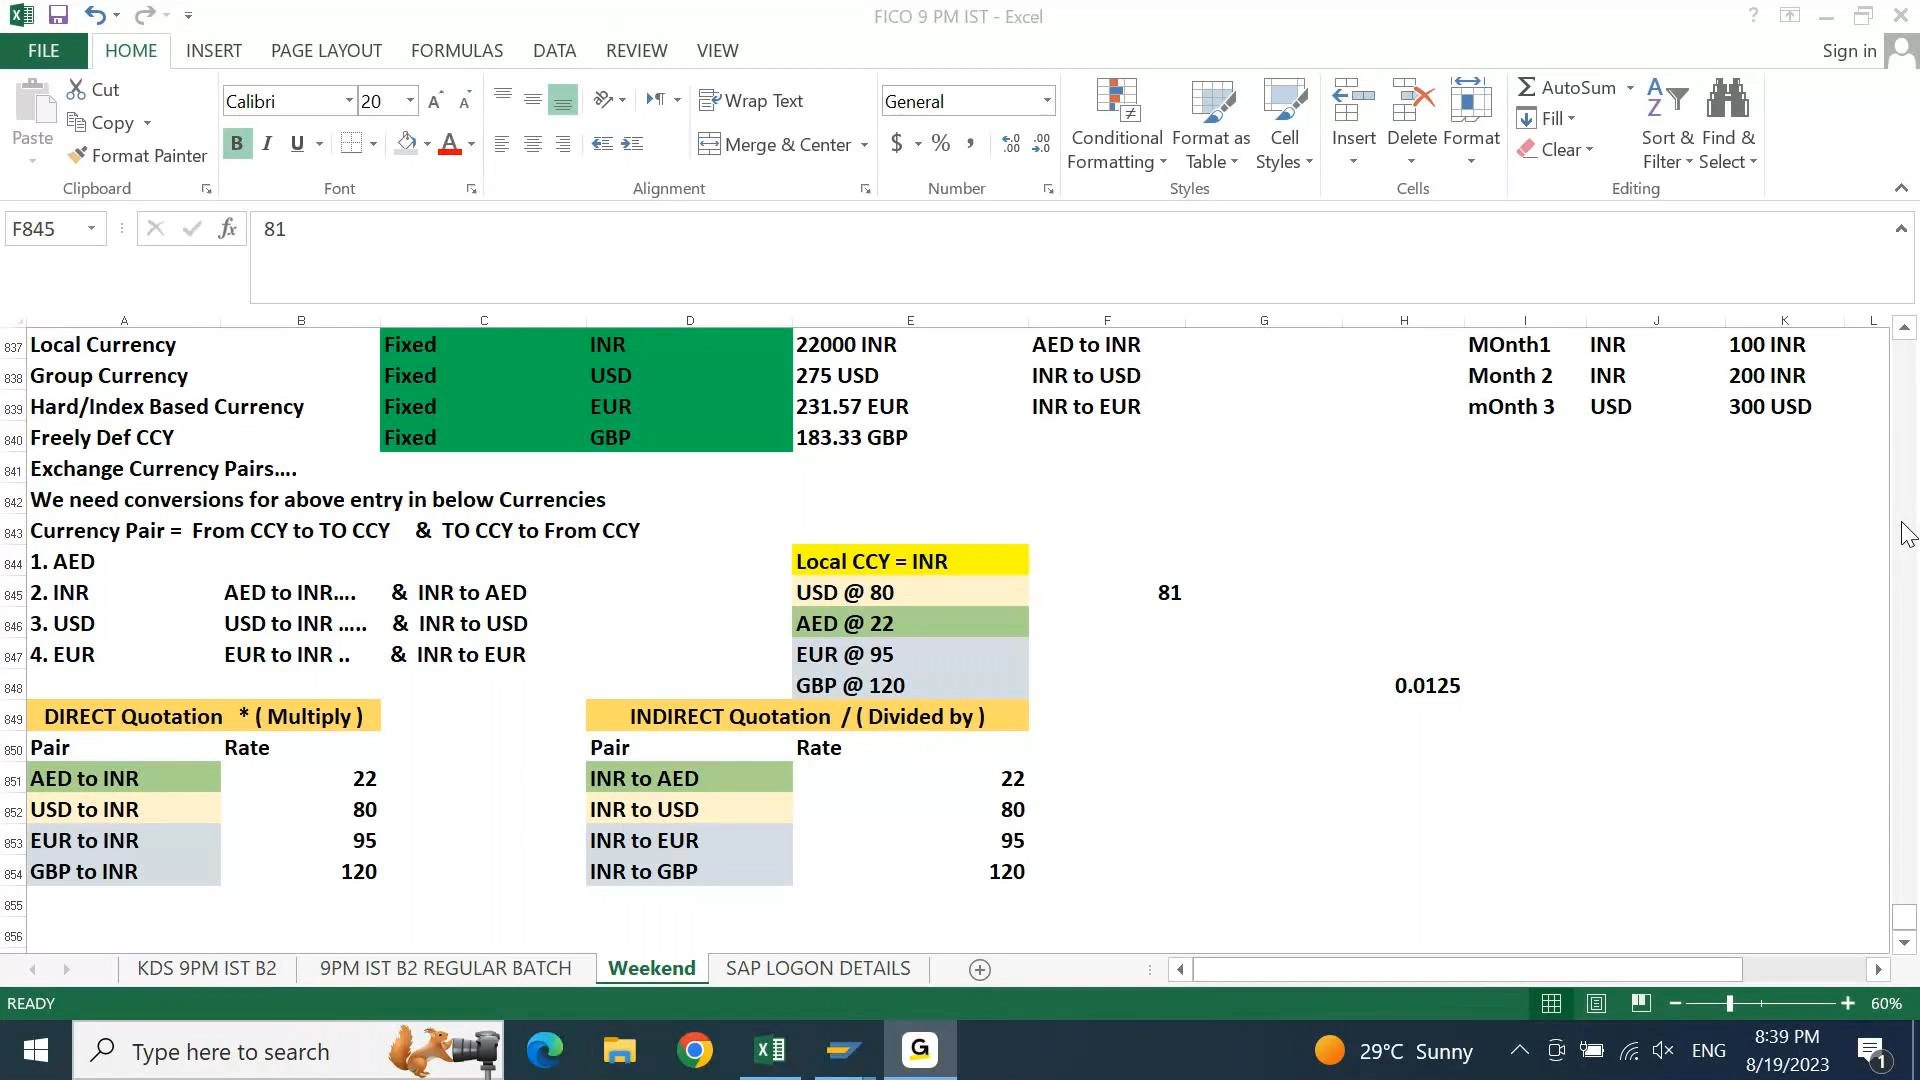 FICO 9 PM IST - Excel
?
FILE HOME INSERT PAGE LAYOUT FORMULAS DATA REVIEW VIEW Sign in
Paste
Cut
Copy
Format Painter
Clipboard
Calibri 20
B I U
Font
Wrap Text
Merge & Center
Alignment
General
$ % ,
Number
Conditional Formatting
Format as Table
Cell Styles
Styles
Insert Delete Format
Cells
AutoSum
Fill
Clear
Sort & Filter
Find & Select
Editing
F845 fx 81
A B C D E F G H I J K L
837 Local Currency Fixed INR 22000 INR AED to INR MOnth1 INR 100 INR
838 Group Currency Fixed USD 275 USD INR to USD Month 2 INR 200 INR
839 Hard/Index Based Currency Fixed EUR 231.57 EUR INR to EUR mOnth 3 USD 300 USD
840 Freely Def CCY Fixed GBP 183.33 GBP
841 Exchange Currency Pairs....
842 We need conversions for above entry in below Currencies
843 Currency Pair = From CCY to TO CCY & TO CCY to From CCY
844 1. AED Local CCY = INR
845 2. INR AED to INR.... & INR to AED USD @ 80 81
846 3. USD USD to INR ..... & INR to USD AED @ 22
847 4. EUR EUR to INR .. & INR to EUR EUR @ 95
848 GBP @ 120 0.0125
849 DIRECT Quotation * ( Multiply ) INDIRECT Quotation / ( Divided by )
850 Pair Rate Pair Rate
851 AED to INR 22 INR to AED 22
852 USD to INR 80 INR to USD 80
853 EUR to INR 95 INR to EUR 95
854 GBP to INR 120 INR to GBP 120
855
856
KDS 9PM IST B2 9PM IST B2 REGULAR BATCH Weekend SAP LOGON DETAILS
READY 60%
Type here to search 29°C Sunny ENG 8:39 PM
8/19/2023 1